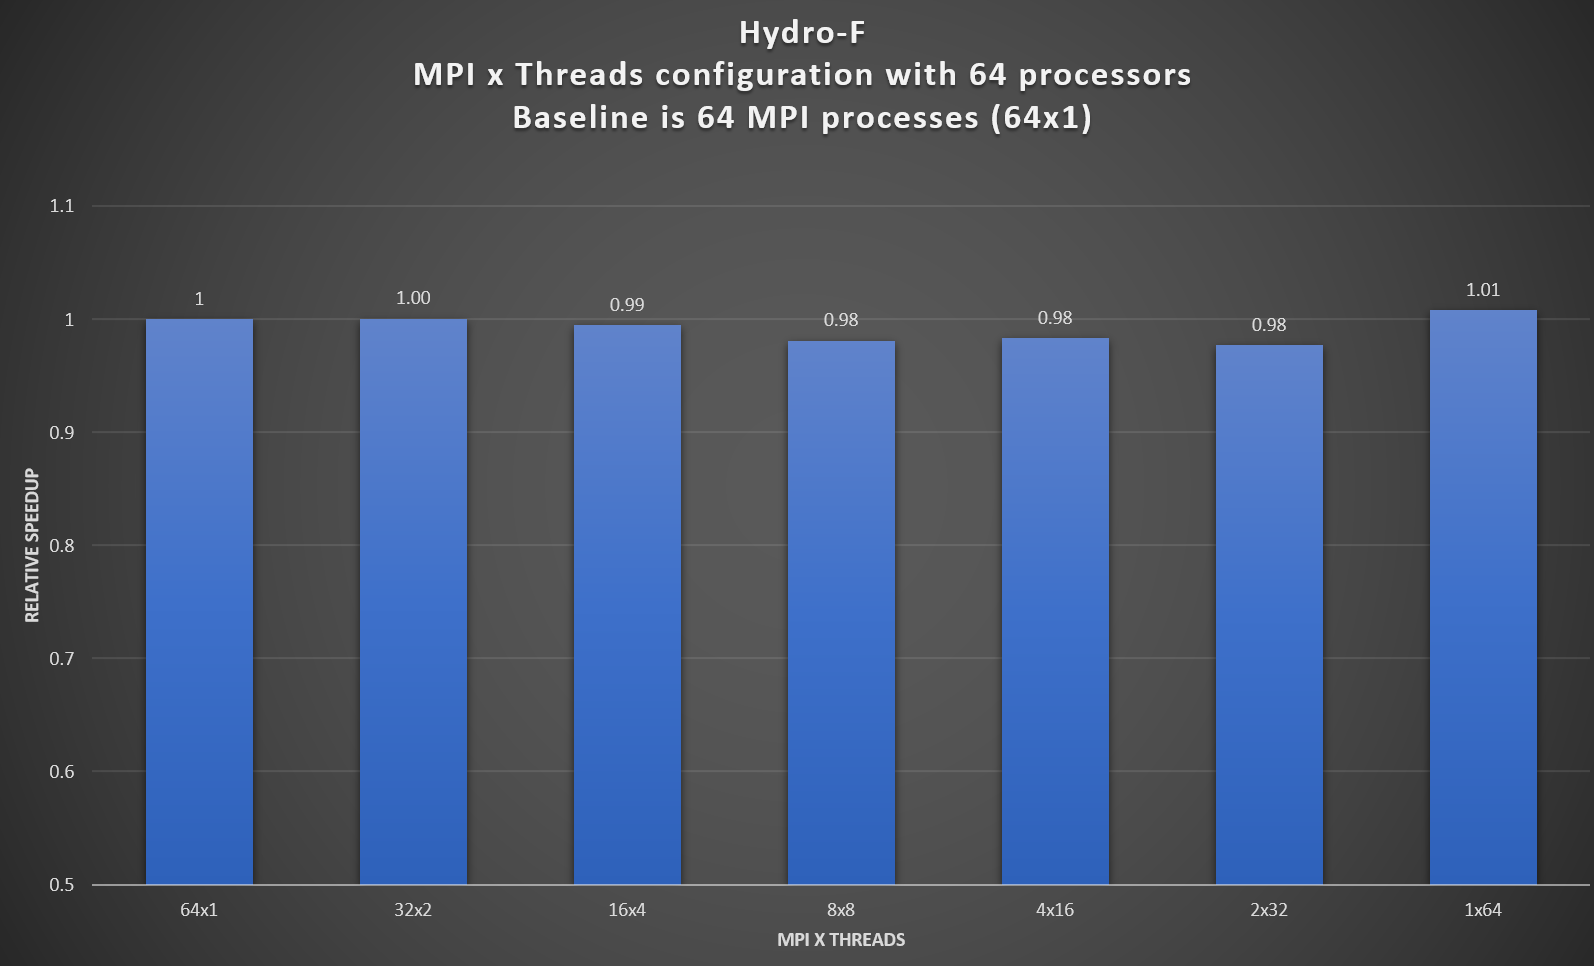 Hydro-F
MPI x Threads configuration with 64 processors
Baseline is 64 MPI processes (64x1)
1.1
1
0.9
0.8
0.7
0.6
0.5
RELATIVE SPEEDUP
1
1.00
0.99
0.98
0.98
0.98
1.01
64x1
32x2
16x4
8x8
4x16
2x32
1x64
MPI X THREADS